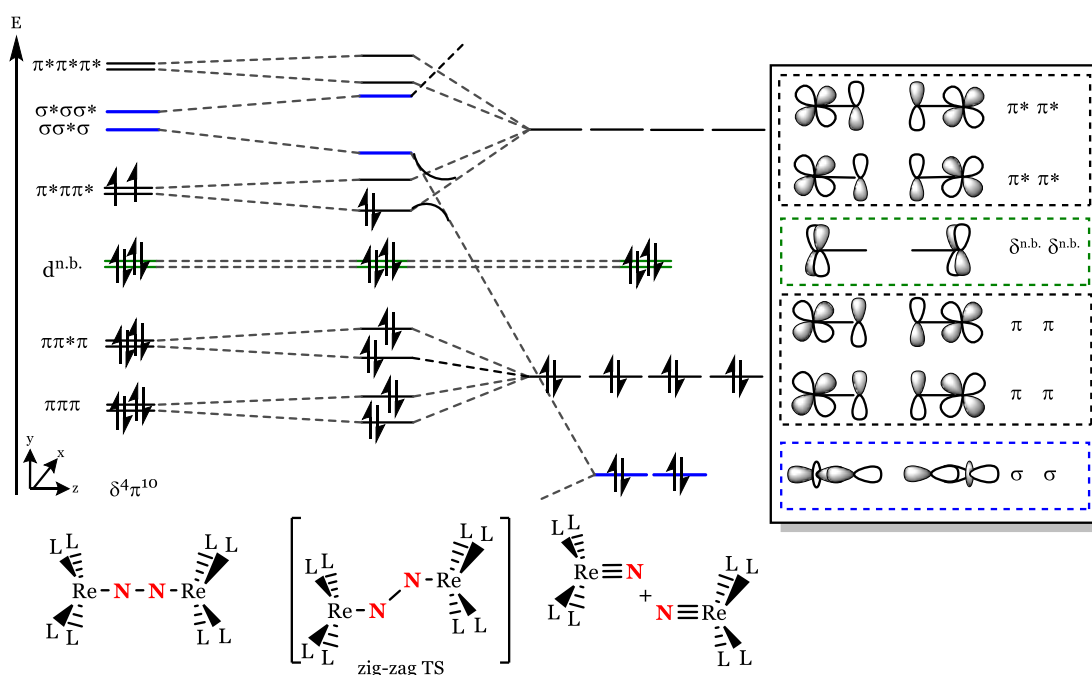 E
π*π*π*
σ*σσ*
σσ*σ
π*ππ*
dⁿ·ᵇ·
ππ*π
πππ
y
x
z
δ⁴π¹⁰
π* π*
π* π*
δⁿ·ᵇ· δⁿ·ᵇ·
π π
π π
σ σ
L L
L L
Re N N Re
L L
L L
L L
L L
N Re
Re N
L L
L L
zig-zag TS
L L
Re≡N
L L
+
N≡Re
L L
L L